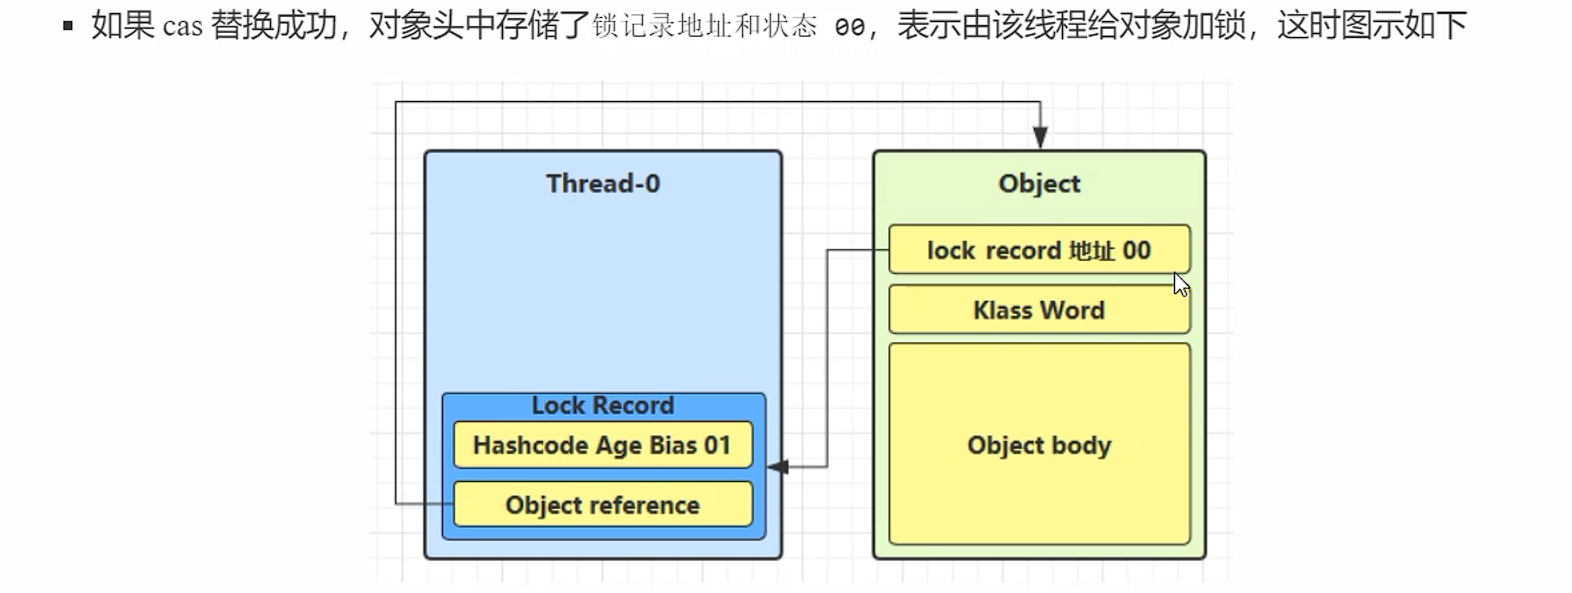 ▪ 如果 cas 替换成功，对象头中存储了锁记录地址和状态 00，表示由该线程给对象加锁，这时图示如下
Thread-0
Object
lock record 地址 00
Klass Word
Object body
Lock Record
Hashcode Age Bias 01
Object reference